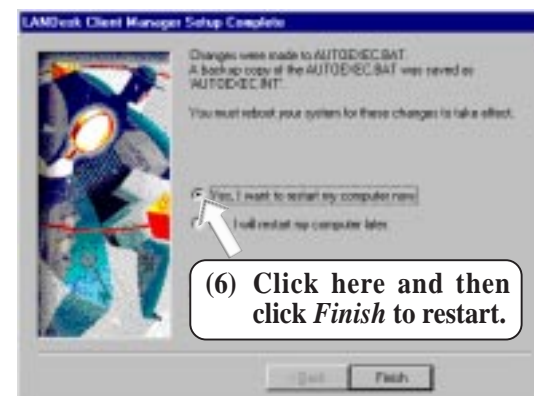 LANDesk Client Manager Setup Complete
Changes were made to AUTOEXEC.BAT.
A backup copy of the AUTOEXEC.BAT was saved as
'AUTOEXEC.INT'.
You must reboot your system for these changes to take effect.
Yes, I want to restart my computer now.
I will restart my computer later.
(6) Click here and then
click Finish to restart.
< Back
Finish